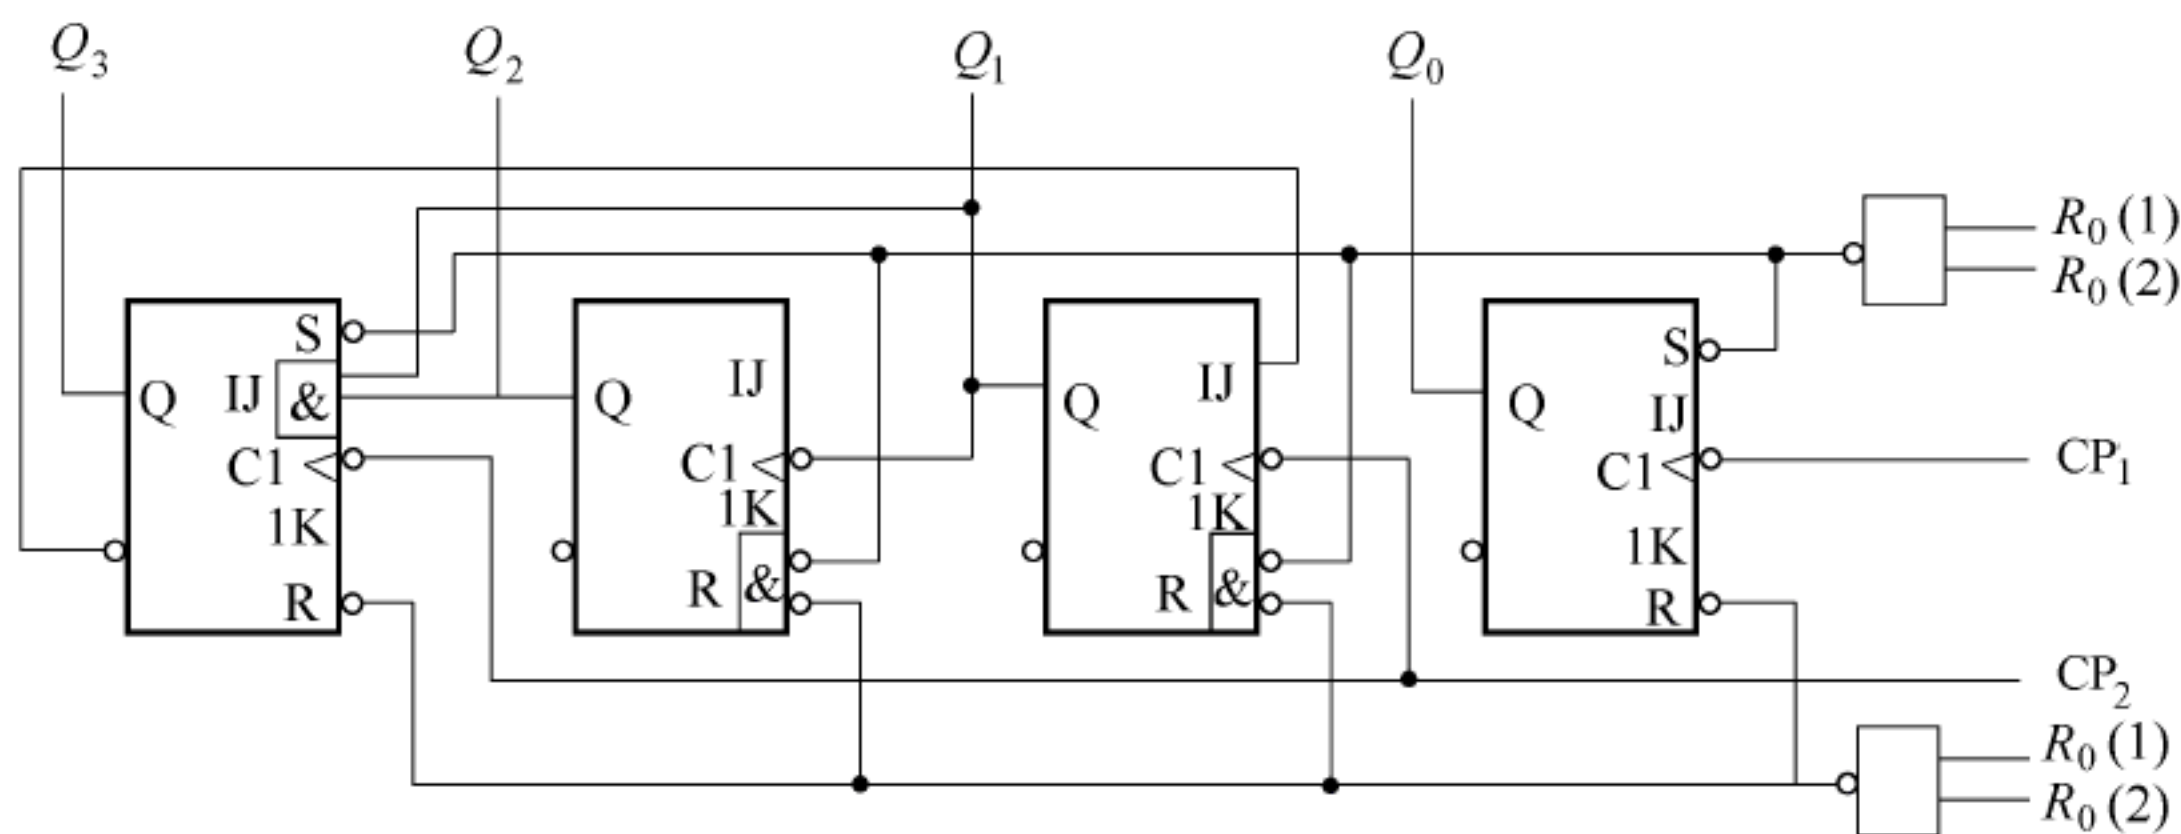 Q₃ Q₂ Q₁ Q₀
R₀ (1)
R₀ (2)
S
IJ
&
Q
C1
1K
R
Q
IJ
C1
1K
R
&
Q
IJ
C1
1K
R
&
S
Q
IJ
C1
1K
R
CP₁
CP₂
R₀ (1)
R₀ (2)